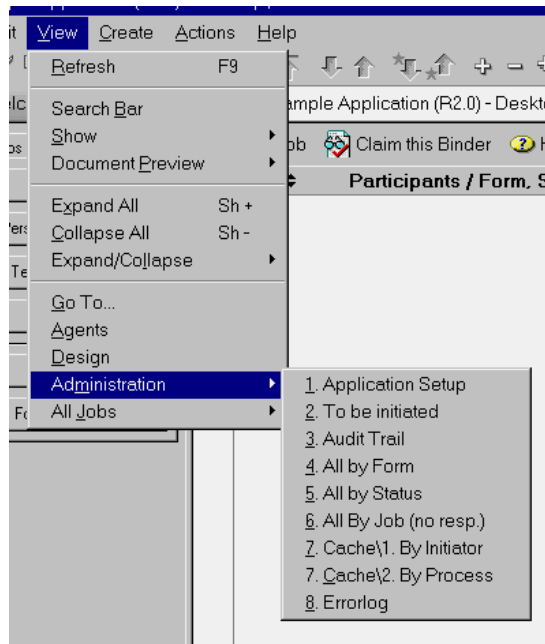 View Create Actions Help
Refresh F9
Search Bar
Show
Document Preview
Expand All Sh +
Collapse All Sh -
Expand/Collapse
Go To...
Agents
Design
Administration
All Jobs
ample Application (R2.0) - Deskt
ob Claim this Binder
Participants / Form, S
1. Application Setup
2. To be initiated
3. Audit Trail
4. All by Form
5. All by Status
6. All By Job (no resp.)
7. Cache\1. By Initiator
7. Cache\2. By Process
8. Errorlog